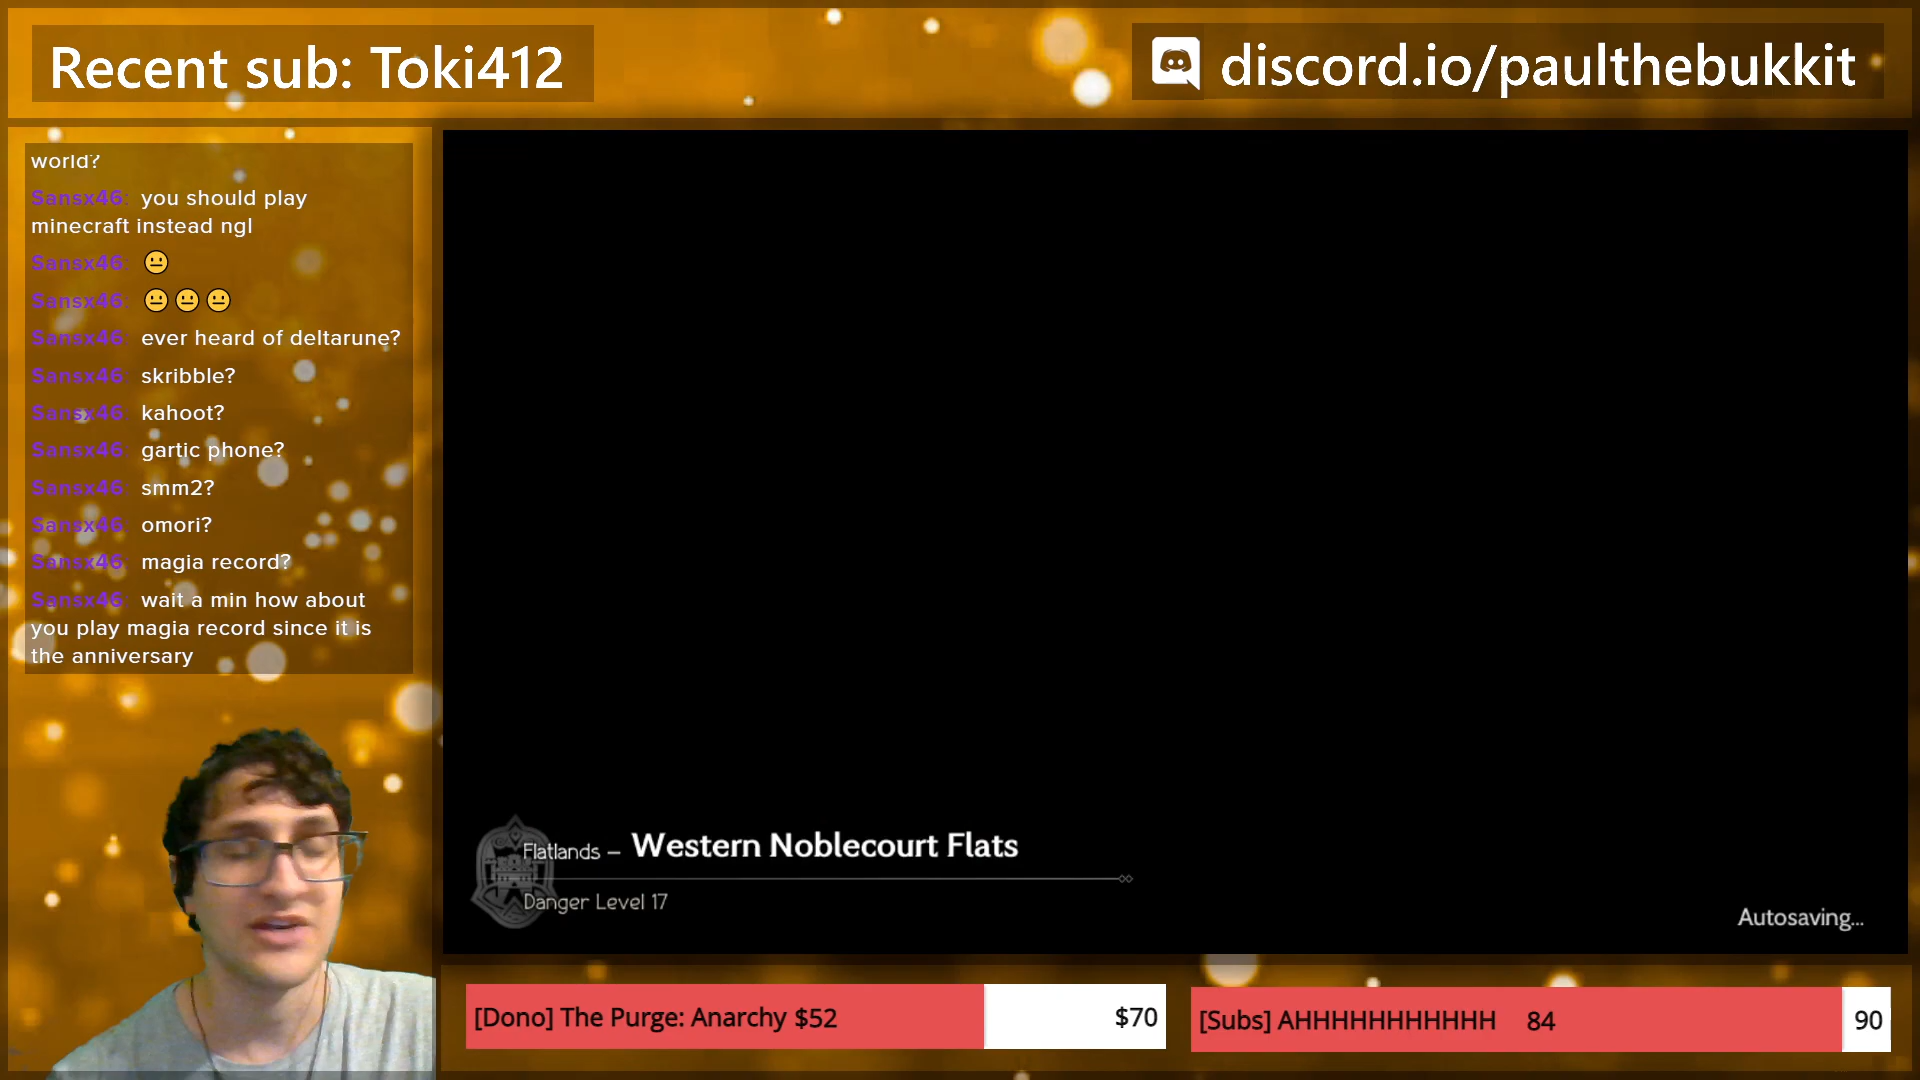 Recent sub: Toki412
discord.io/paulthebukkit
world?
Sansx46: you should play
minecraft instead ngl
Sansx46: 😐
Sansx46: 😐😐😐
Sansx46: ever heard of deltarune?
Sansx46: skribble?
Sansx46: kahoot?
Sansx46: gartic phone?
Sansx46: smm2?
Sansx46: omori?
Sansx46: magia record?
Sansx46: wait a min how about
you play magia record since it is
the anniversary
Flatlands – Western Noblecourt Flats
Danger Level 17
Autosaving...
[Dono] The Purge: Anarchy $52 $70
[Subs] AHHHHHHHHHHH 84 90